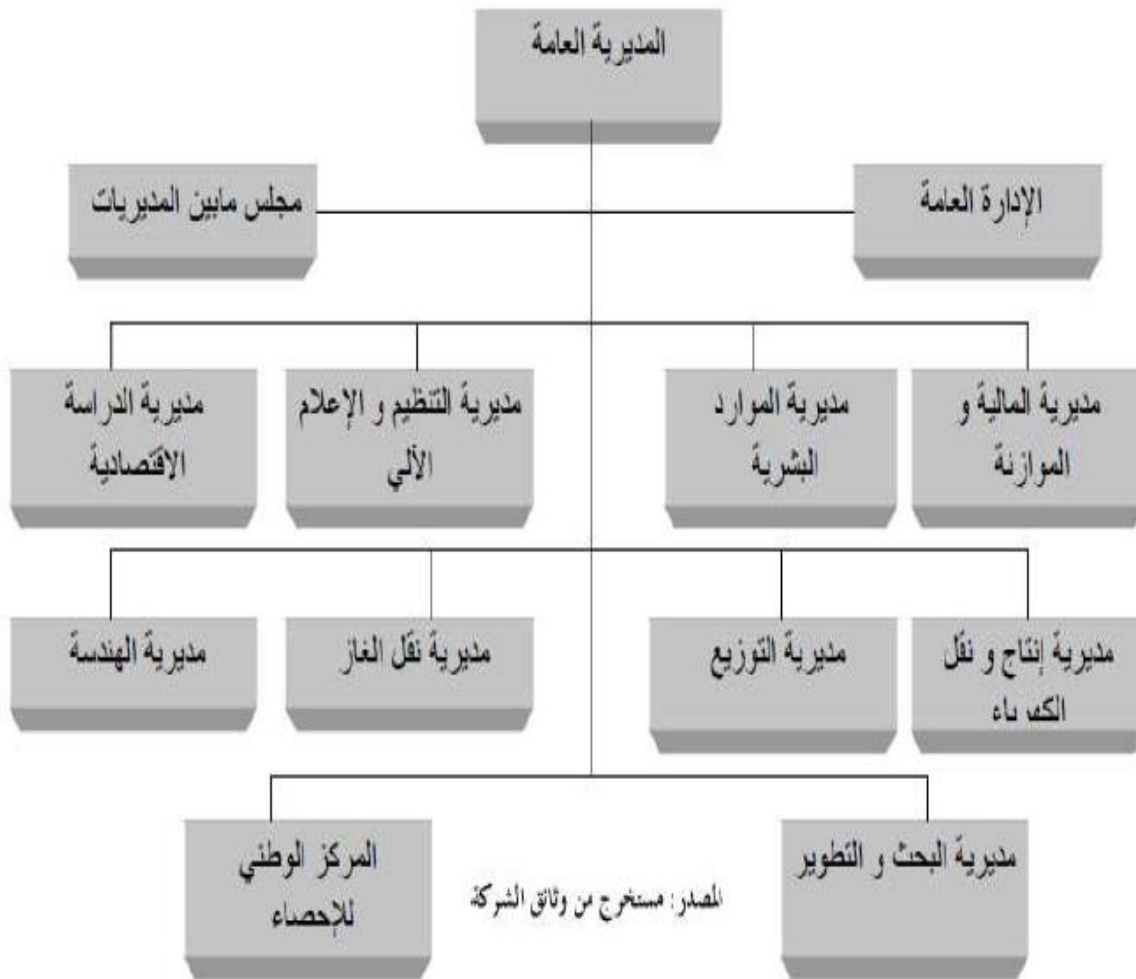 المديرية العامة
الإدارة العامة
مجلس مابين المديريات
مديرية المالية و
الموازنة
مديرية الموارد
البشرية
مديرية التنظيم و الإعلام
الألي
مديرية الدراسة
الاقتصادية
مديرية إنتاج و نقل
الكهرباء
مديرية التوزيع
مديرية نقل الغاز
مديرية الهندسة
مديرية البحث و التطوير
المركز الوطني
للإحصاء
المصدر: مستخرج من وثائق الشركة